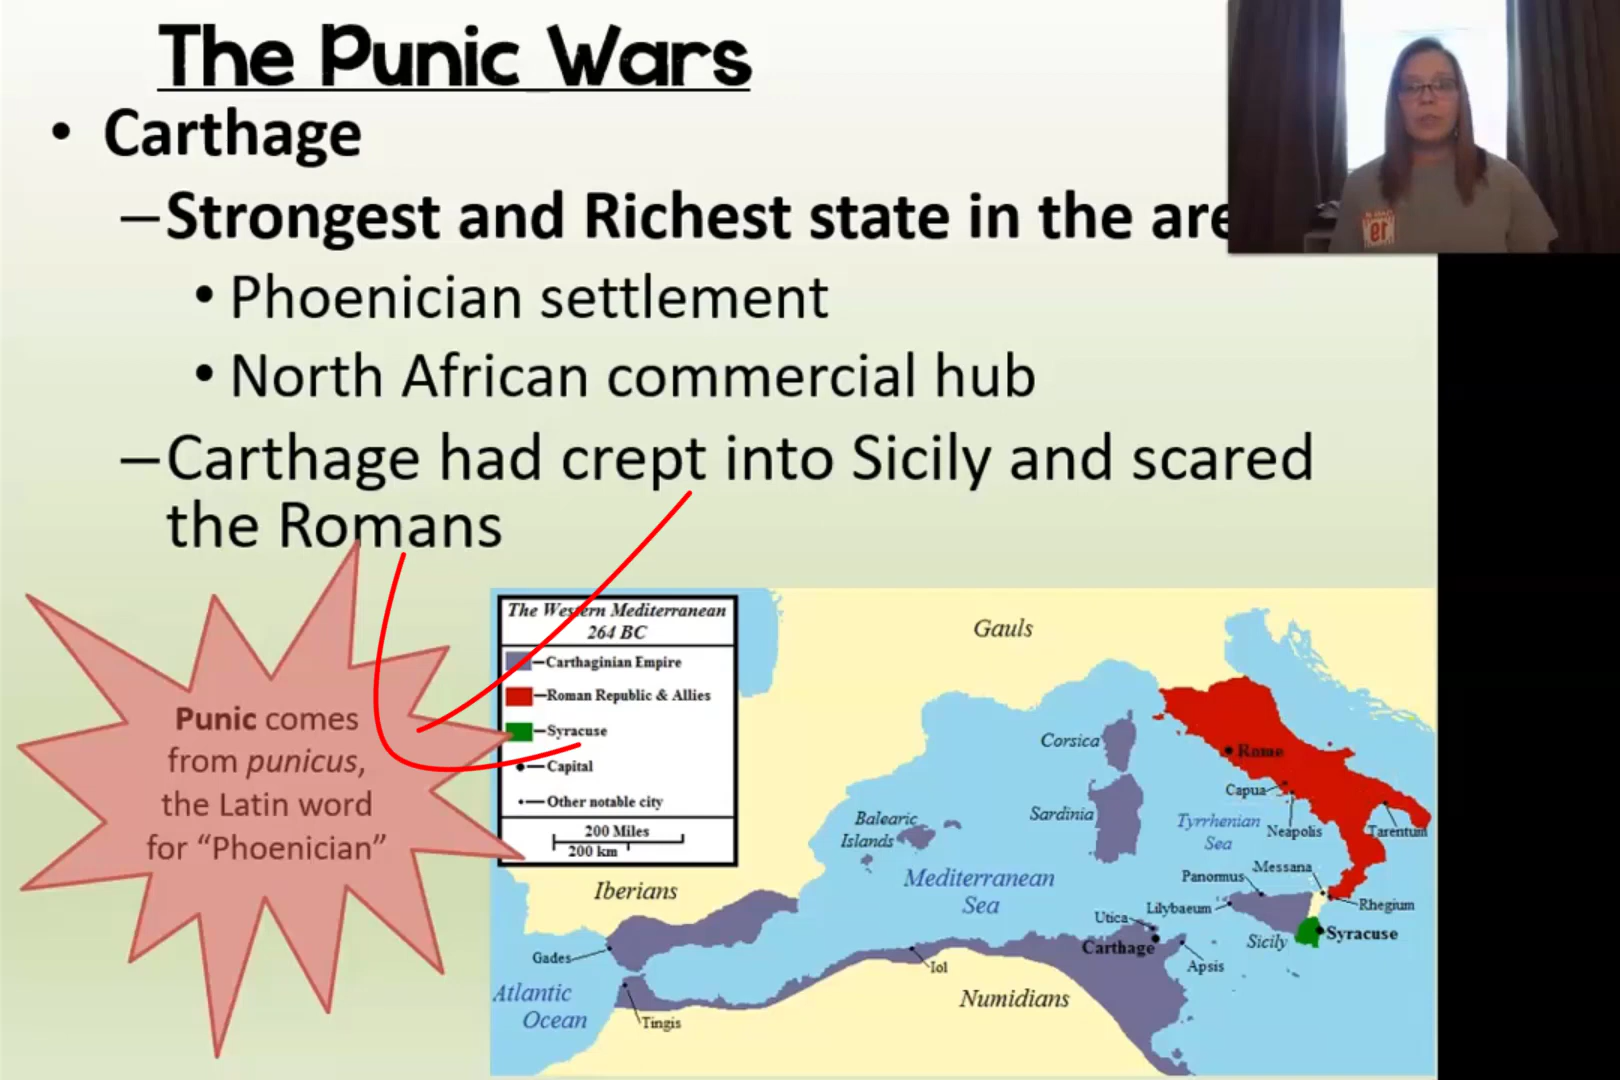 The Punic Wars
• Carthage
–Strongest and Richest state in the are
• Phoenician settlement
• North African commercial hub
–Carthage had crept into Sicily and scared
the Romans
Punic comes
from punicus,
the Latin word
for “Phoenician”
The Western Mediterranean
264 BC
Carthaginian Empire
Roman Republic & Allies
Syracuse
Capital
Other notable city
200 Miles
200 km
Gauls
Corsica
Rome
Capua
Sardinia
Tyrrhenian
Sea
Neapolis
Tarentum
Balearic
Islands
Messana
Panormus
Iberians
Mediterranean
Sea
Lilybaeum
Rhegium
Utica
Carthage
Sicily
Syracuse
Gades
Iol
Apsis
Atlantic
Ocean
Numidians
Tingis